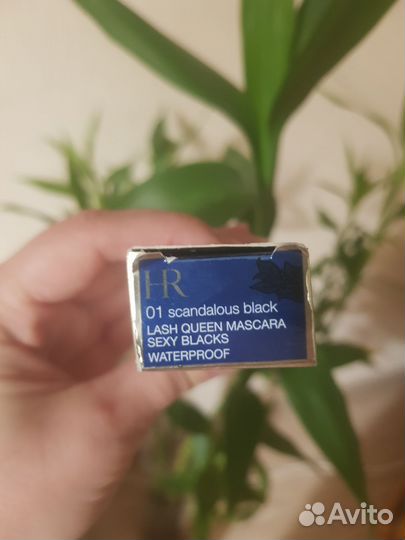 HR
01 scandalous black
LASH QUEEN MASCARA
SEXY BLACKS
WATERPROOF
Avito